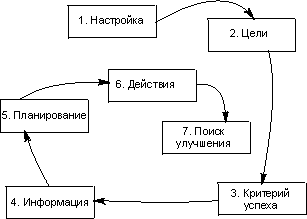 1. Настройка
2. Цели
3. Критерий
успеха
4. Информация
5. Планирование
6. Действия
7. Поиск
улучшения